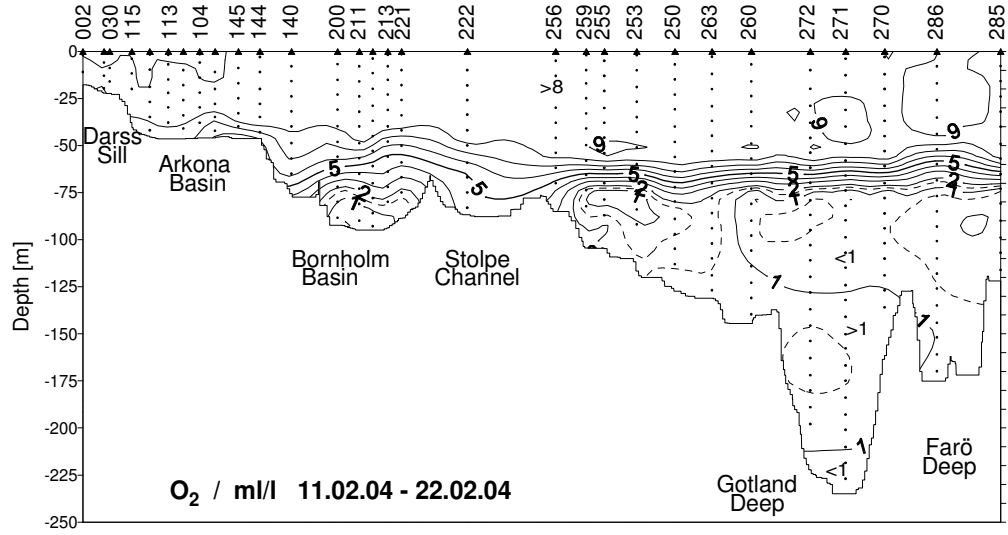 002 030 115 113 104 145 144 140 200 211 213 221 222 256 259 255 253 250 263 260 272 271 270 286 285
0
-25
-50
-75
-100
-125
-150
-175
-200
-225
-250
Depth [m]
>8
9
9
9
Darss
Sill
Arkona
Basin
5
2
1
5
5
2
1
5
2
1
5
2
1
Bornholm
Basin
Stolpe
Channel
<1
1
>1
1
1
<1
Gotland
Deep
Farö
Deep
O2 / ml/l 11.02.04 - 22.02.04